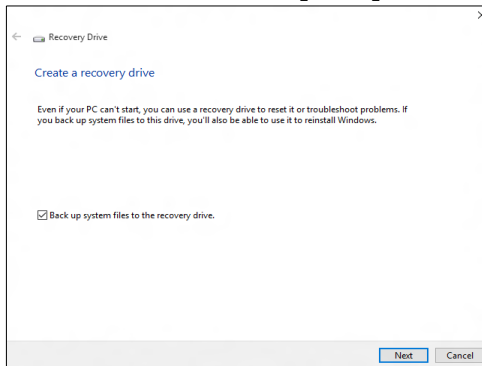 Recovery Drive
Create a recovery drive
Even if your PC can't start, you can use a recovery drive to reset it or troubleshoot problems. If
you back up system files to this drive, you'll also be able to use it to reinstall Windows.
Back up system files to the recovery drive.
Next Cancel